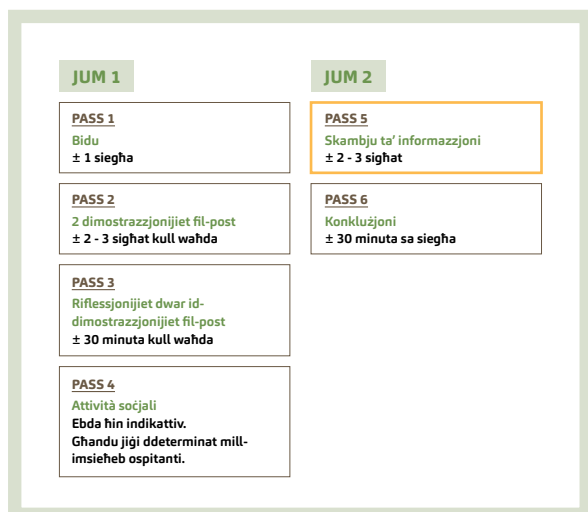 JUM 1
PASS 1
Bidu
± 1 siegħa
PASS 2
2 dimostrazzjonijiet fil-post
± 2 - 3 sigħat kull waħda
PASS 3
Riflessjonijiet dwar id-
dimostrazzjonijiet fil-post
± 30 minuta kull waħda
PASS 4
Attività soċjali
Ebda ħin indikattiv.
Għandu jiġi ddeterminat mill-
imsieħeb ospitanti.
JUM 2
PASS 5
Skambju ta’ informazzjoni
± 2 - 3 sigħat
PASS 6
Konklużjoni
± 30 minuta sa siegħa